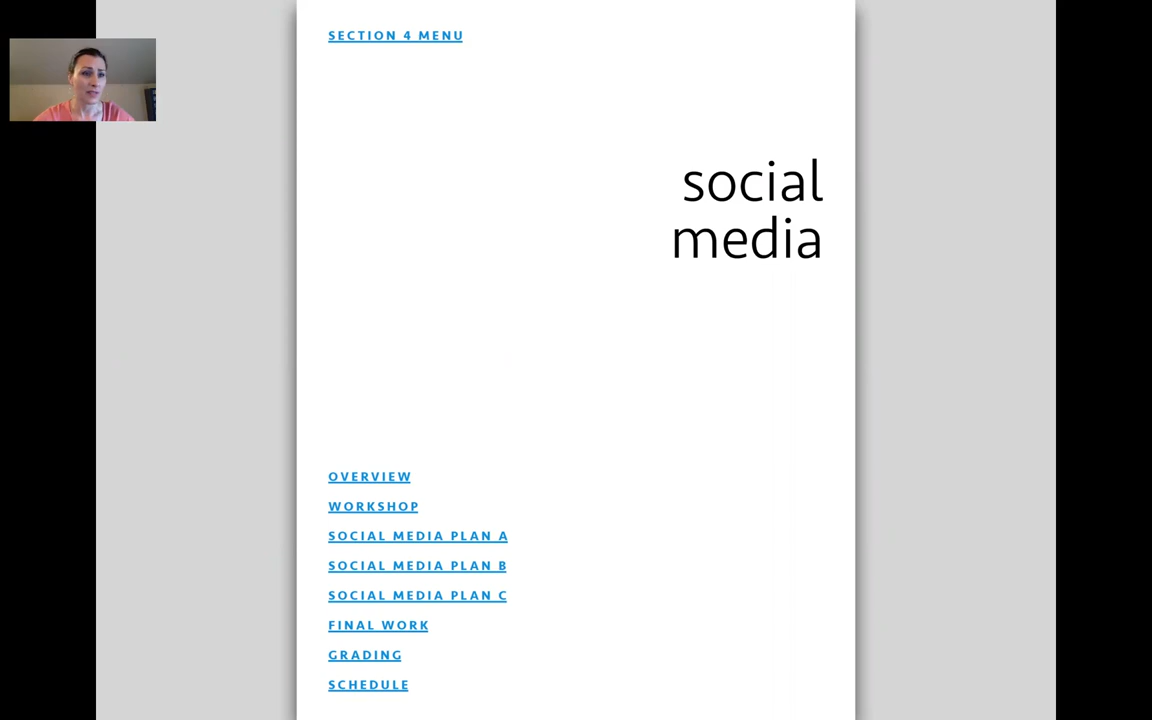 SECTION 4 MENU
social
media
OVERVIEW
WORKSHOP
SOCIAL MEDIA PLAN A
SOCIAL MEDIA PLAN B
SOCIAL MEDIA PLAN C
FINAL WORK
GRADING
SCHEDULE